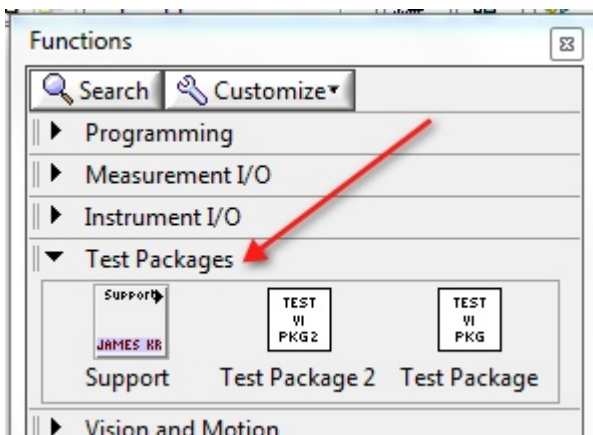 Functions
Search Customize
Programming
Measurement I/O
Instrument I/O
Test Packages
Support
JAMES KR
TEST
VI
PKG2
TEST
VI
PKG
Support Test Package 2 Test Package
Vision and Motion